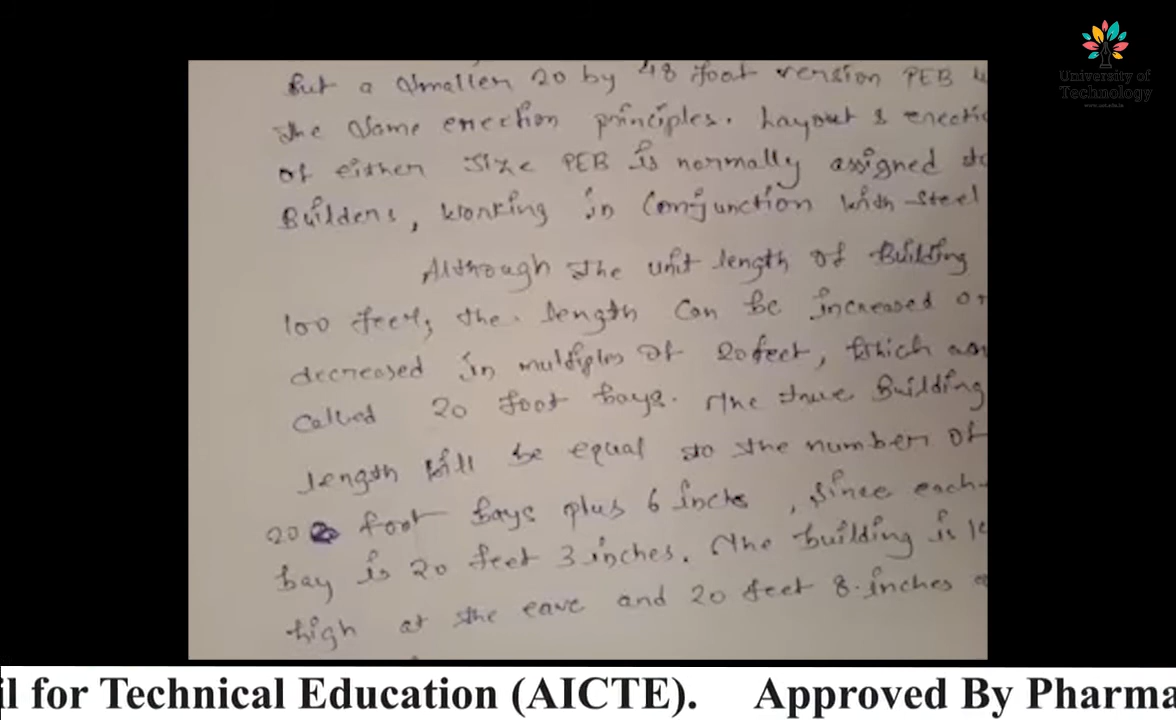 University of
Technology
But a smaller 20 by 48 foot version PEB
the same erection principles. Layout & erectio
of either size PEB is normally assigned to
Builders, working in conjunction with steel
Although the unit length of Building
100 feet, the length can be increased or
decreased in multiples of 20 feet, which are
called 20 foot bays. The true Building
length will be equal to the number of
20 foot bays plus 6 inchs, since each
bay is 20 feet 3 inches. The building is 14
high at the eave and 20 feet 8 inches
il for Technical Education (AICTE). Approved By Pharma